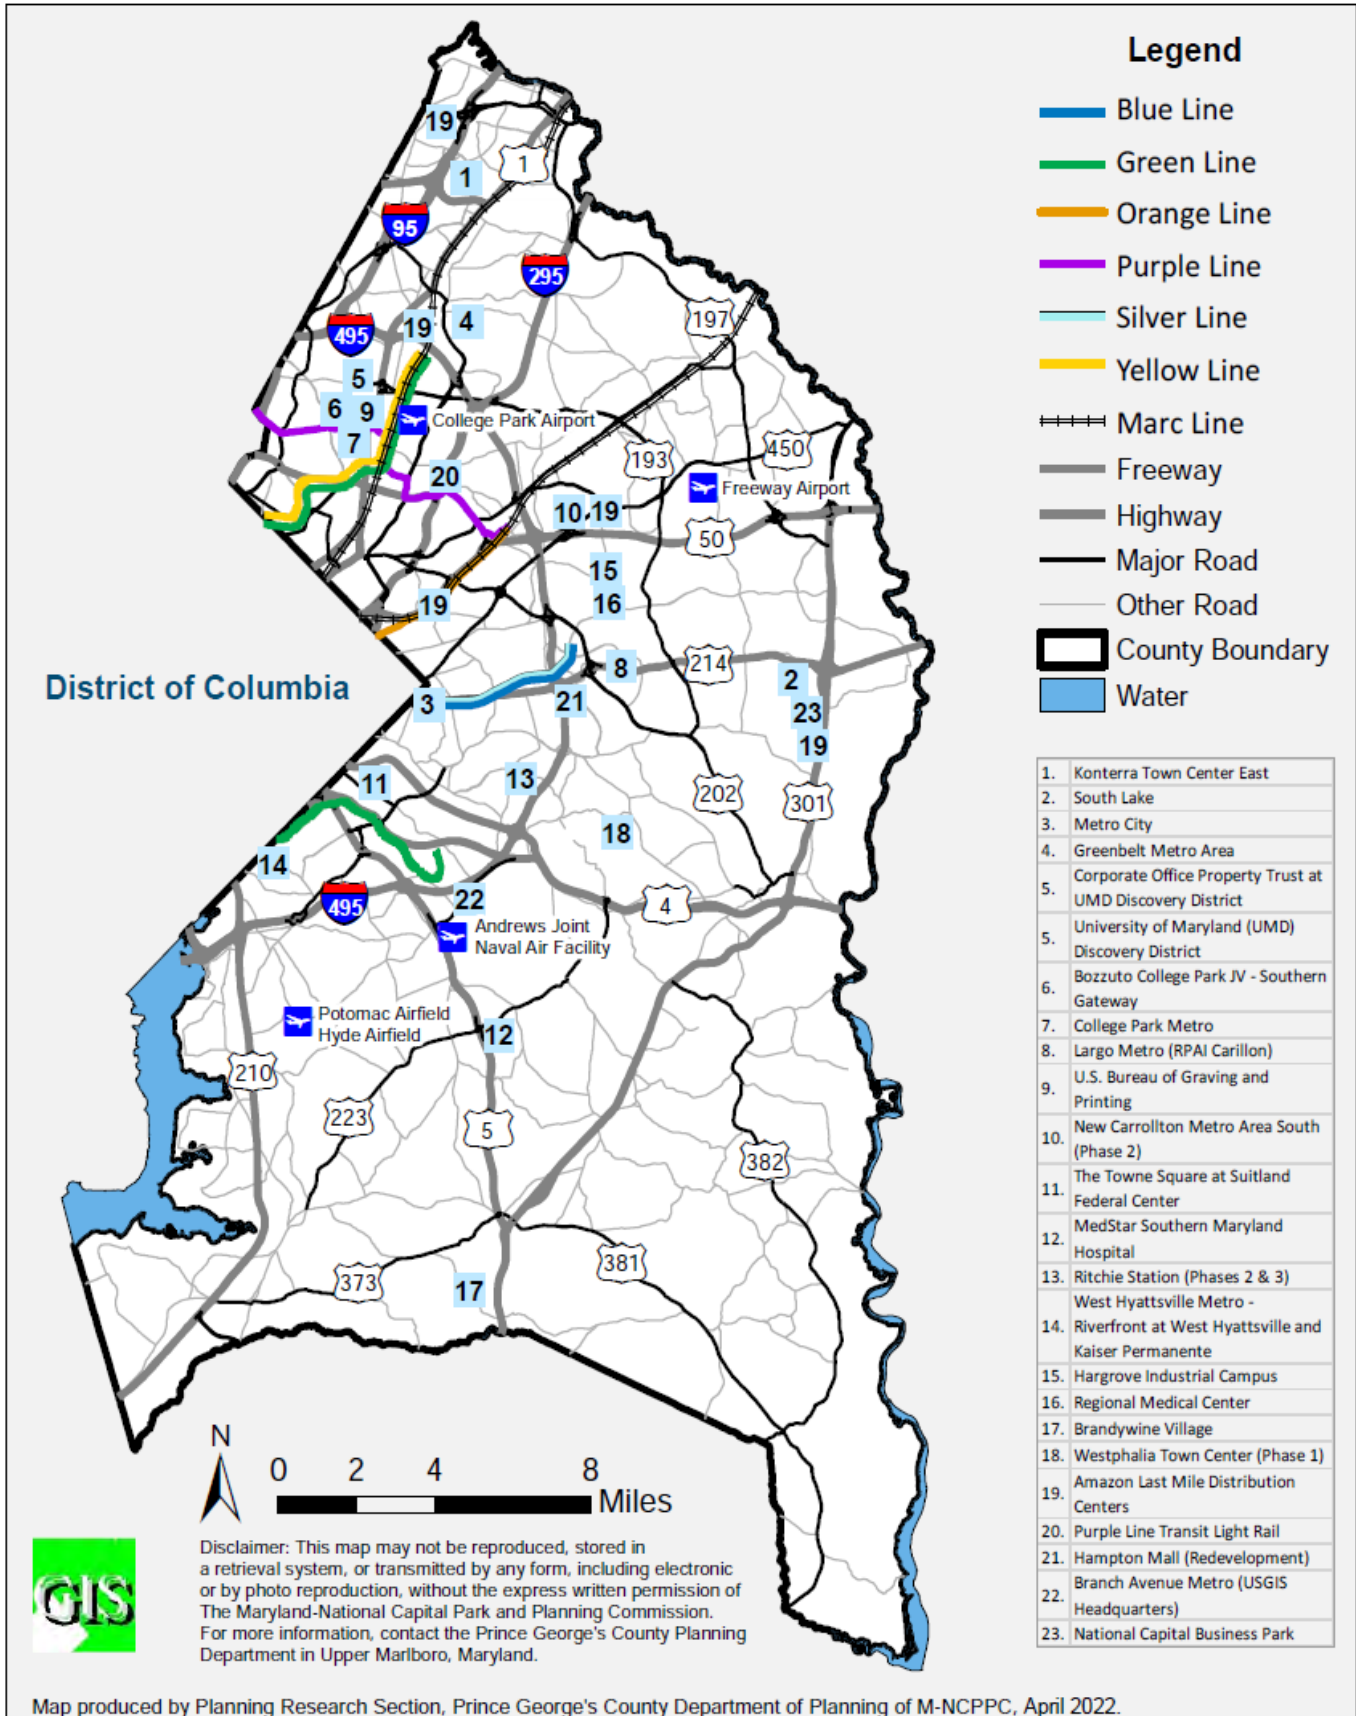 Legend
Blue Line
Green Line
Orange Line
Purple Line
Silver Line
Yellow Line
Marc Line
Freeway
Highway
Major Road
Other Road
County Boundary
Water
19
1
1
95
295
197
495
19
4
5
6
9
7
College Park Airport
193
450
20
Freeway Airport
10
19
50
15
16
19
District of Columbia
8
214
2
3
21
23
19
11
13
202
301
18
14
22
495
4
Andrews Joint
Naval Air Facility
Potomac Airfield
Hyde Airfield
12
210
223
5
382
381
373
17
1. Konterra Town Center East
2. South Lake
3. Metro City
4. Greenbelt Metro Area
5. Corporate Office Property Trust at
UMD Discovery District
5. University of Maryland (UMD)
Discovery District
6. Bozzuto College Park JV - Southern
Gateway
7. College Park Metro
8. Largo Metro (RPAI Carillon)
9. U.S. Bureau of Graving and
Printing
10. New Carrollton Metro Area South
(Phase 2)
11. The Towne Square at Suitland
Federal Center
12. MedStar Southern Maryland
Hospital
13. Ritchie Station (Phases 2 & 3)
14. West Hyattsville Metro -
Riverfront at West Hyattsville and
Kaiser Permanente
15. Hargrove Industrial Campus
16. Regional Medical Center
17. Brandywine Village
18. Westphalia Town Center (Phase 1)
19. Amazon Last Mile Distribution
Centers
20. Purple Line Transit Light Rail
21. Hampton Mall (Redevelopment)
22. Branch Avenue Metro (USGIS
Headquarters)
23. National Capital Business Park
N
0 2 4 8
Miles
GIS
Disclaimer: This map may not be reproduced, stored in
a retrieval system, or transmitted by any form, including electronic
or by photo reproduction, without the express written permission of
The Maryland-National Capital Park and Planning Commission.
For more information, contact the Prince George's County Planning
Department in Upper Marlboro, Maryland.
Map produced by Planning Research Section, Prince George's County Department of Planning of M-NCPPC, April 2022.